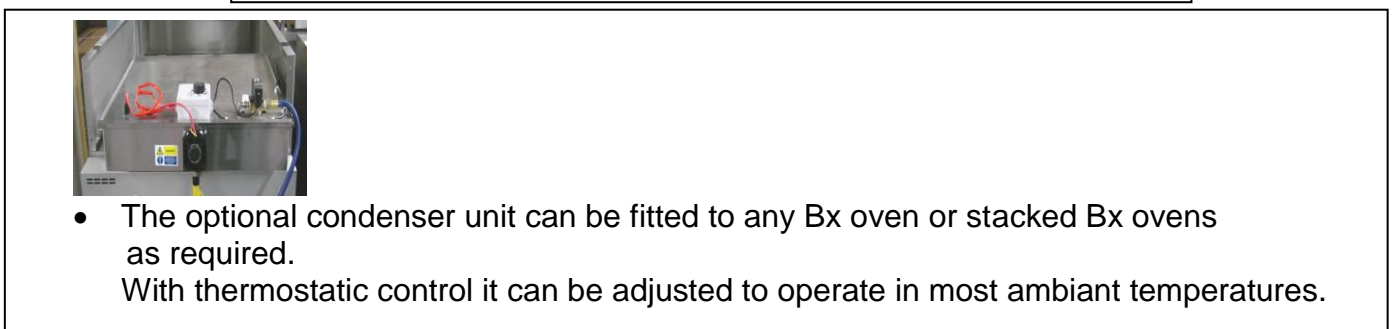 • The optional condenser unit can be fitted to any Bx oven or stacked Bx ovens
as required.
With thermostatic control it can be adjusted to operate in most ambiant temperatures.